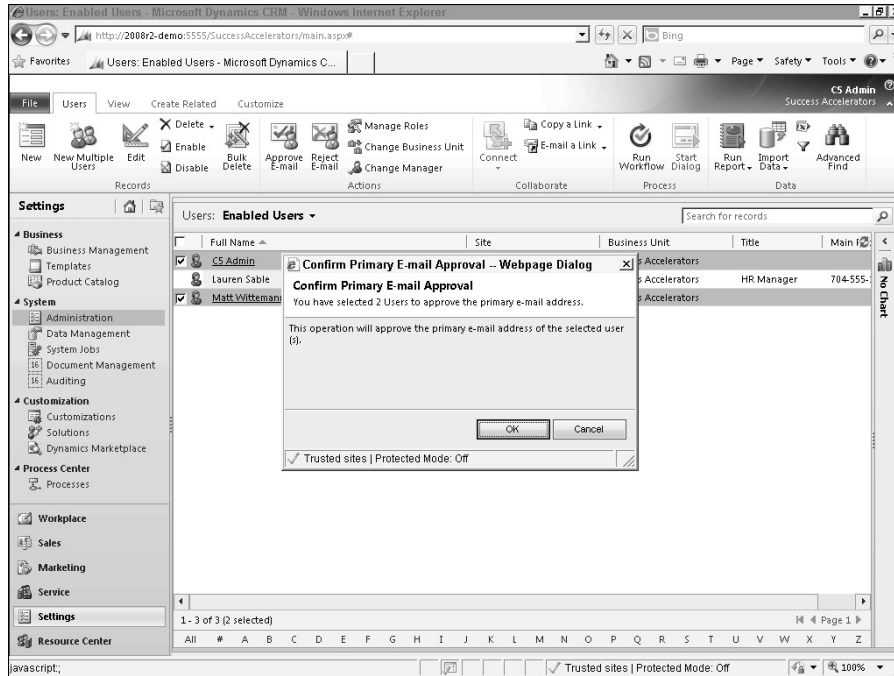 Users: Enabled Users - Microsoft Dynamics CRM - Windows Internet Explorer
http://2008r2-demo:5555/SuccessAccelerators/main.aspx#
Bing
Favorites
Users: Enabled Users - Microsoft Dynamics C...
Page Safety Tools
File Users View Create Related Customize
C5 Admin
Success Accelerators
New
New Multiple Users
Edit
Delete
Enable
Disable
Bulk Delete
Records
Approve E-mail
Reject E-mail
Manage Roles
Change Business Unit
Change Manager
Actions
Connect
Copy a Link
E-mail a Link
Collaborate
Run Workflow
Start Dialog
Process
Run Report
Import Data
Advanced Find
Data
Settings
Business
Business Management
Templates
Product Catalog
System
Administration
Data Management
System Jobs
16 Document Management
16 Auditing
Customization
Customizations
Solutions
Dynamics Marketplace
Process Center
Processes
Workplace
Sales
Marketing
Service
Settings
Resource Center
Users: Enabled Users
Search for records
Full Name Site Business Unit Title Main
C5 Admin s Accelerators
Lauren Sable s Accelerators HR Manager 704-555-
Matt Witteman s Accelerators
No Chart
Confirm Primary E-mail Approval -- Webpage Dialog
Confirm Primary E-mail Approval
You have selected 2 Users to approve the primary e-mail address.
This operation will approve the primary e-mail address of the selected user
(s).
OK Cancel
Trusted sites | Protected Mode: Off
1 - 3 of 3 (2 selected)
Page 1
All # A B C D E F G H I J K L M N O P Q R S T U V W X Y Z
javascript:;
Trusted sites | Protected Mode: Off
100%